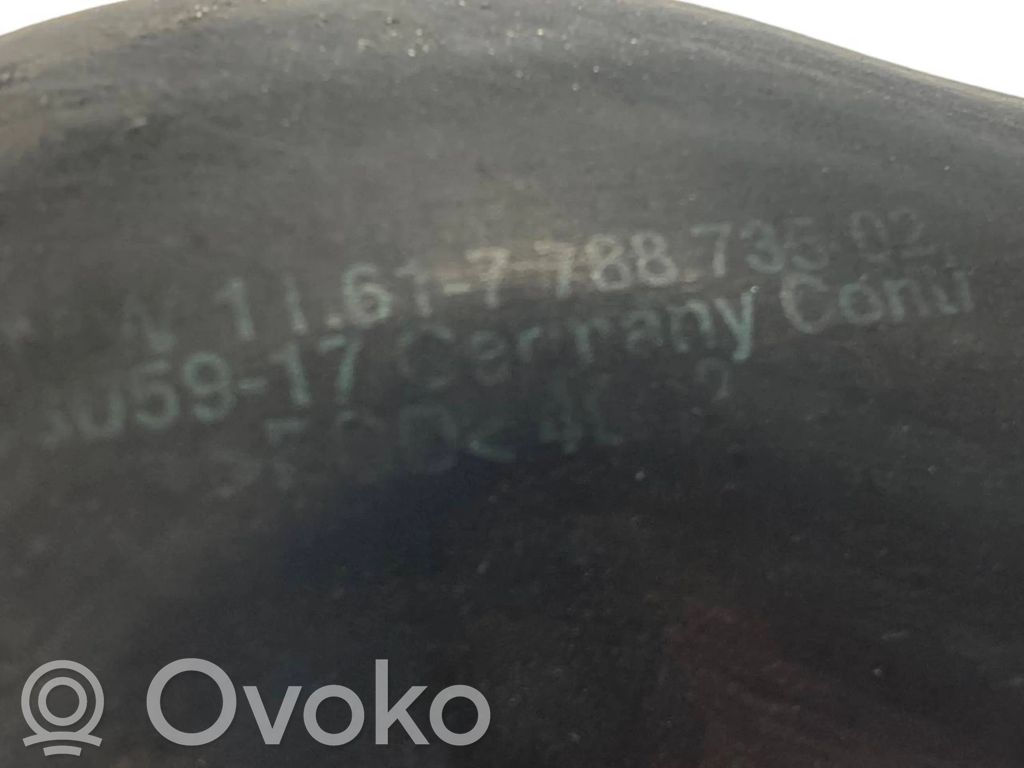 11.61-7 788 735 02
059-17 Germany Conti
Ovoko